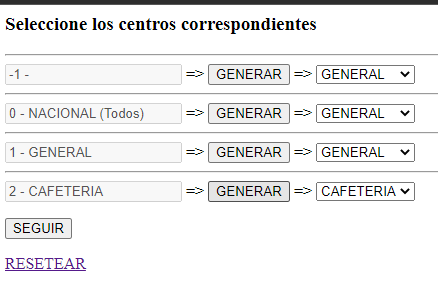 Seleccione los centros correspondientes
-1 - => GENERAR => GENERAL
0 - NACIONAL (Todos) => GENERAR => GENERAL
1 - GENERAL => GENERAR => GENERAL
2 - CAFETERIA => GENERAR => CAFETERIA
SEGUIR
RESETEAR